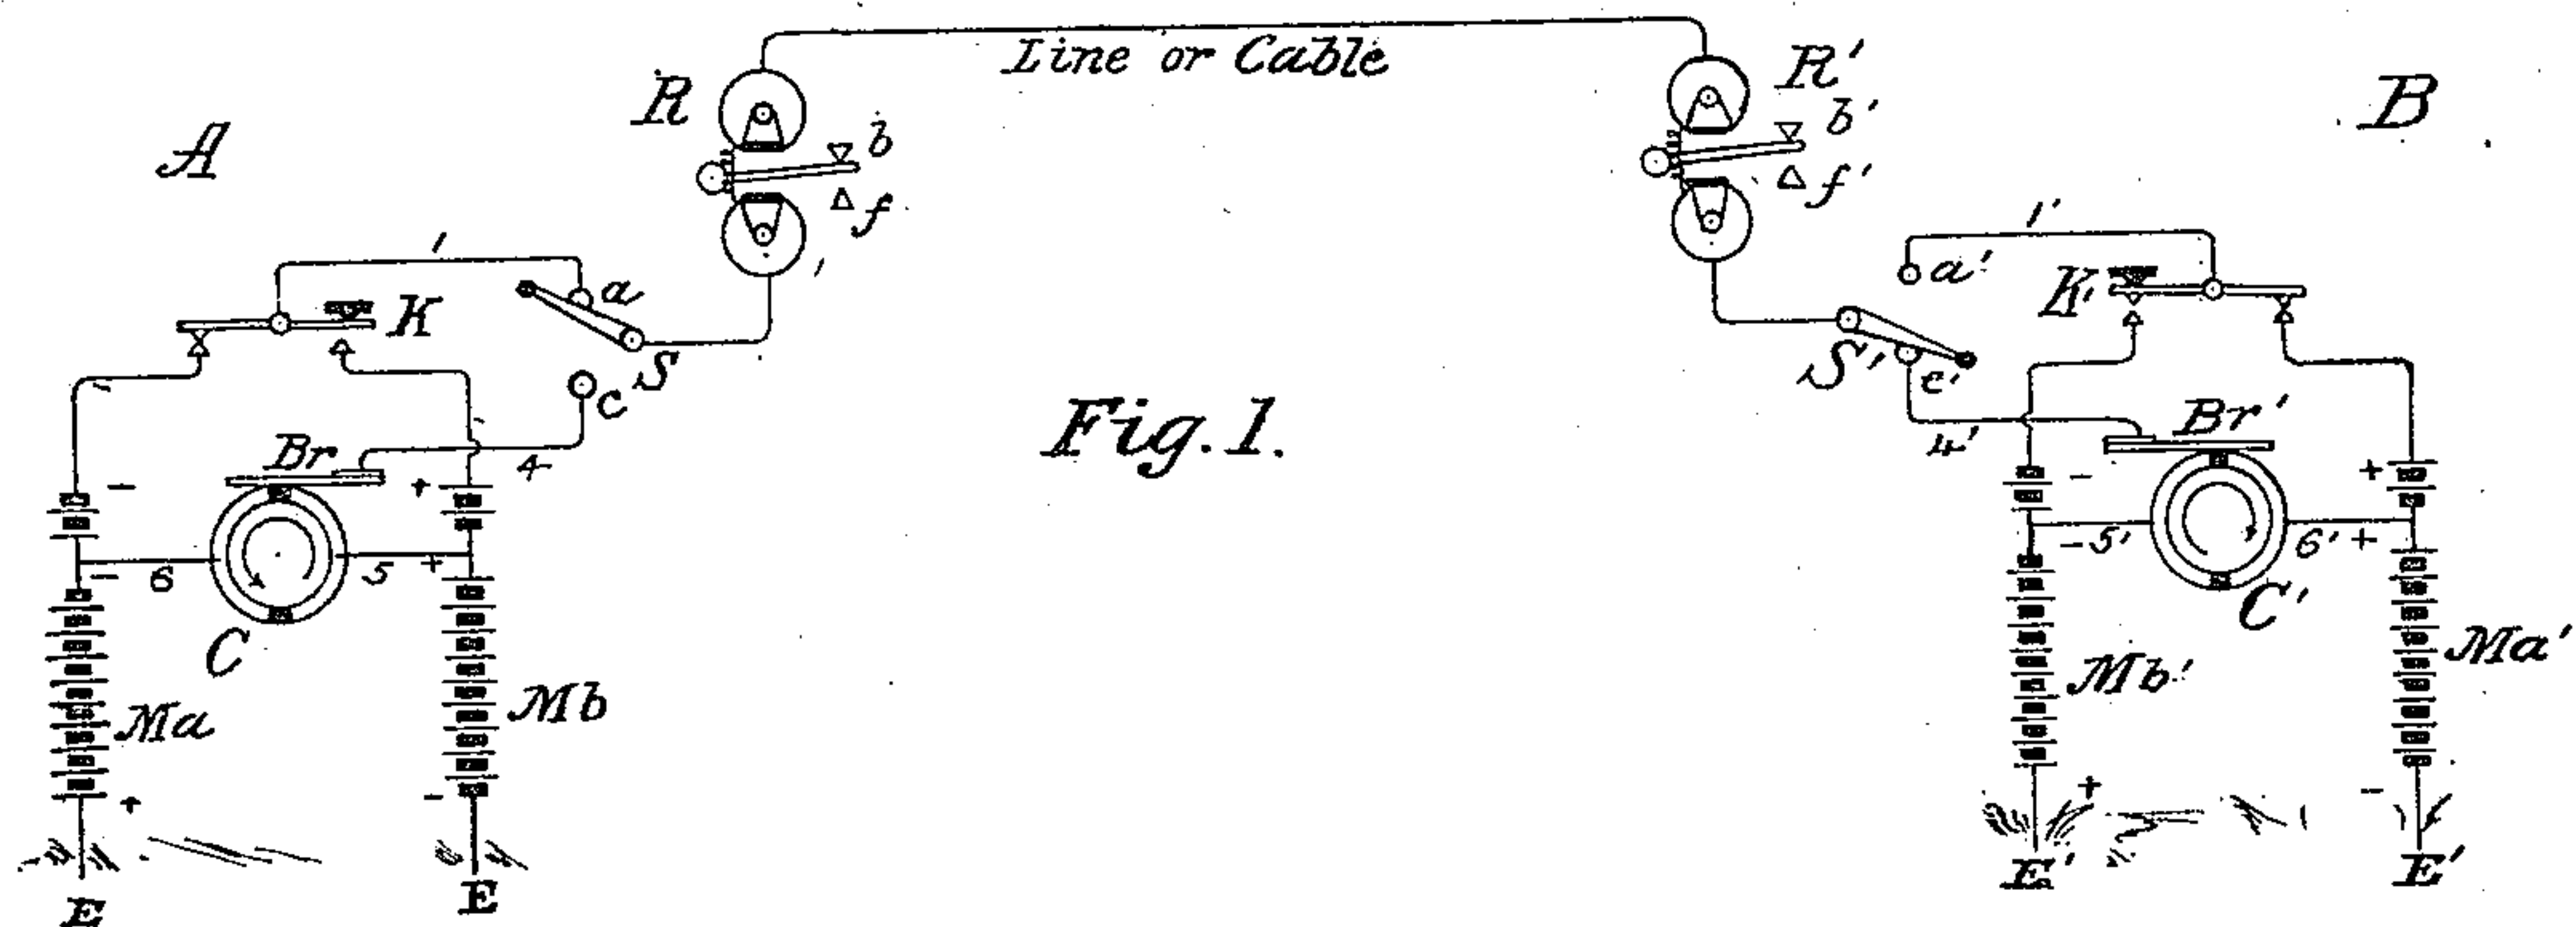 Line or Cable
A
R
b
f
R'
b'
f'
B
1
a
K
S
c
1
1'
a'
K'
S'
c'
Fig. 1.
Br
4
4'
Br'
-
+
-
+
-
6
5
+
-
5'
6'
+
C
C'
Ma
Mb
Mb'
Ma'
+
-
+
-
E
E
E'
E'